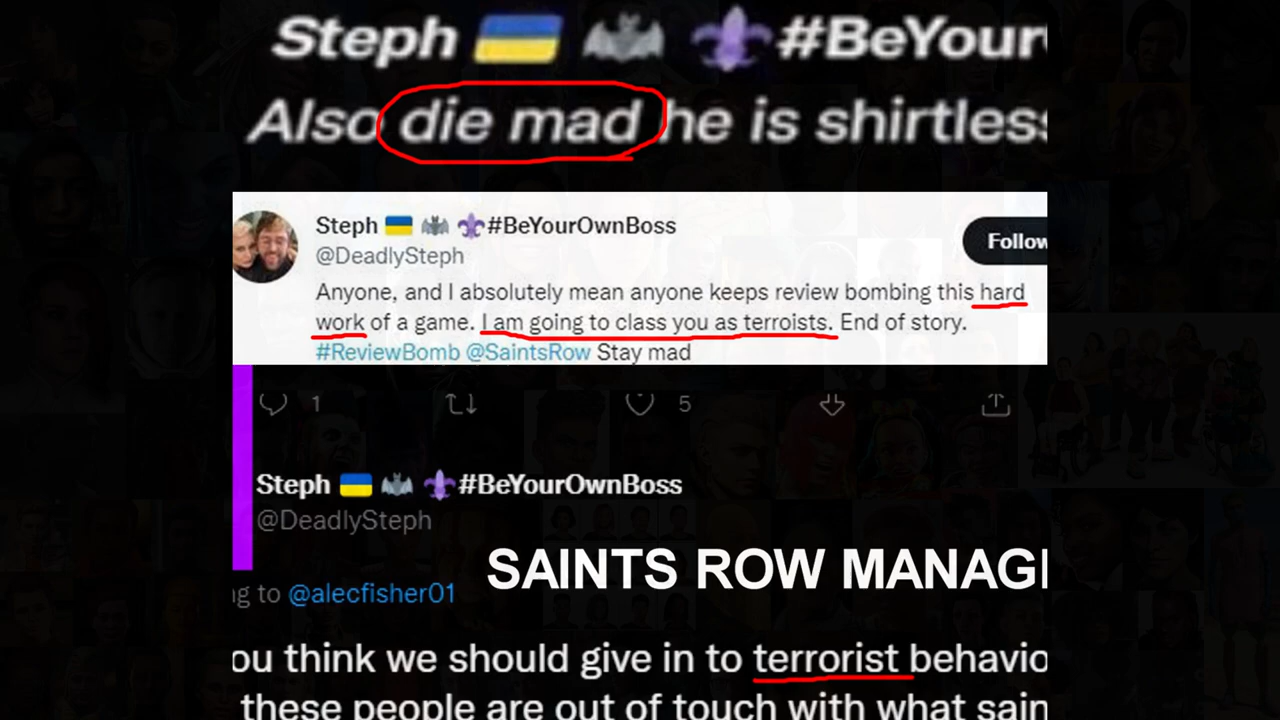 Steph 🇺🇦 🦇 ⚜️#BeYour
Also die mad he is shirtless
Steph 🇺🇦 🦇 ⚜️#BeYourOwnBoss
@DeadlySteph
Follow
Anyone, and I absolutely mean anyone keeps review bombing this hard
work of a game. I am going to class you as terroists. End of story.
#ReviewBomb @SaintsRow Stay mad
1 5
Steph 🇺🇦 🦇 ⚜️#BeYourOwnBoss
@DeadlySteph
SAINTS ROW MANAG
ng to @alecfisher01
ou think we should give in to terrorist behavio
these people are out of touch with what sain